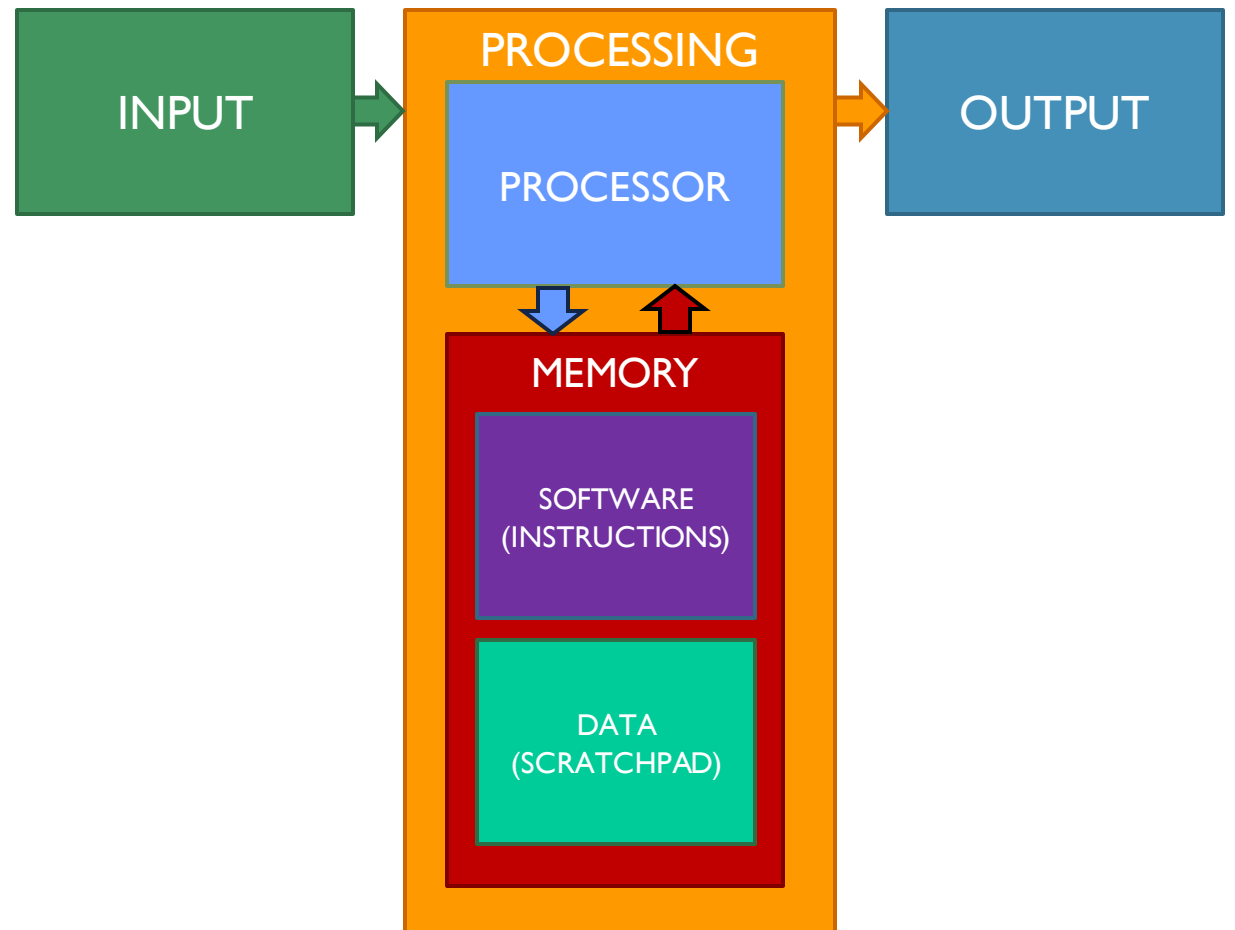 INPUT
PROCESSING
PROCESSOR
OUTPUT
MEMORY
SOFTWARE
(INSTRUCTIONS)
DATA
(SCRATCHPAD)